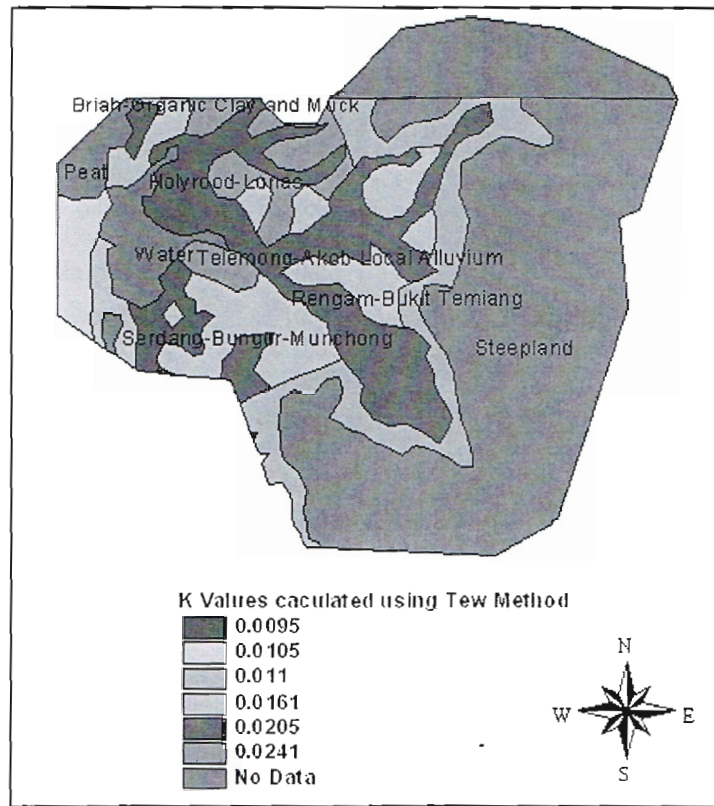 Briah-Organic Clay and Muck
Peat
Holyrood-Lonas
Water
Telemong-Akob-Local Alluvium
Rengam-Bukit Temiang
Serdang-Bungor-Munchong
Steepland
K Values caculated using Tew Method
0.0095
0.0105
0.011
0.0161
0.0205
0.0241
No Data
N
W
E
S